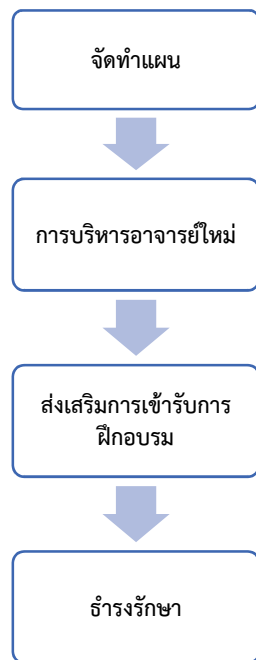 จัดทำแผน
การบริหารอาจารย์ใหม่
ส่งเสริมการเข้ารับการ
ฝึกอบรม
ธำรงรักษา